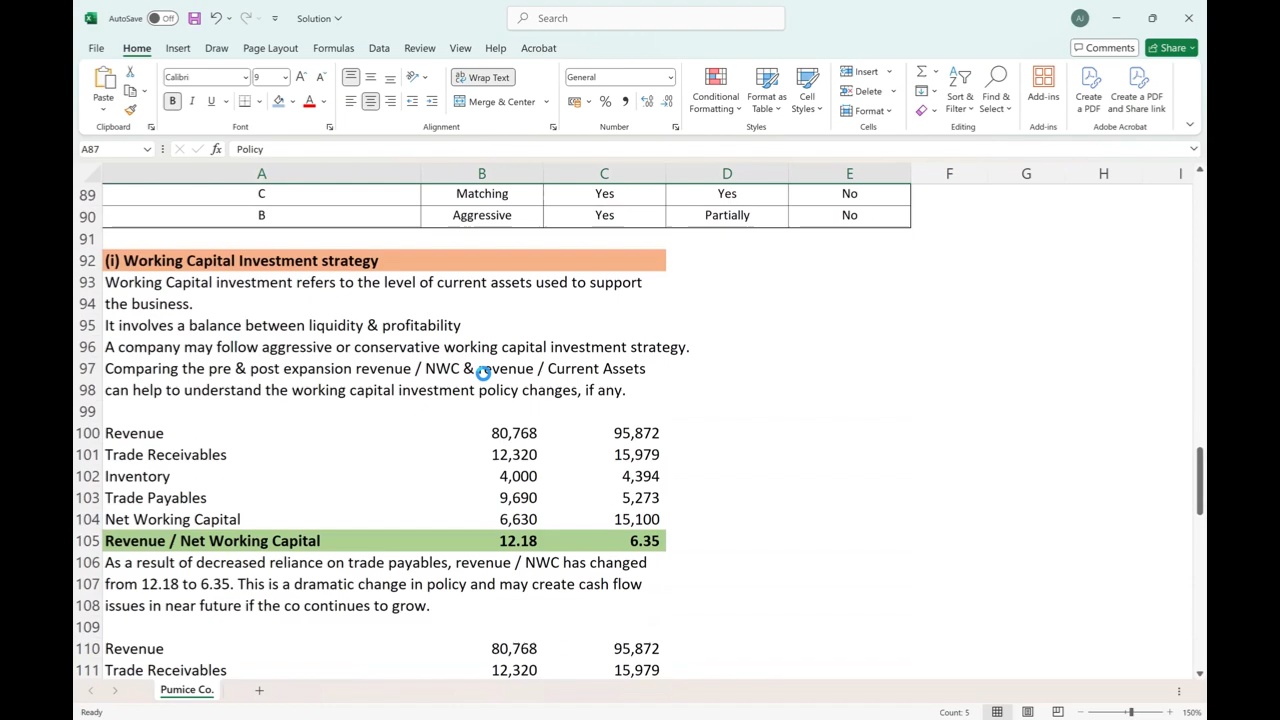 AutoSave Off Solution Search AJ
File Home Insert Draw Page Layout Formulas Data Review View Help Acrobat Comments Share
Paste Calibri 9 Wrap Text General Insert
B I U Merge & Center Delete
Conditional Formatting Format as Table Cell Styles Format Sort & Filter Find & Select Add-ins Create a PDF Create a PDF and Share link
Clipboard Font Alignment Number Styles Cells Editing Add-ins Adobe Acrobat
A87 fx Policy
A B C D E F G H I
89 C Matching Yes Yes No
90 B Aggressive Yes Partially No
91
92 (i) Working Capital Investment strategy
93 Working Capital investment refers to the level of current assets used to support
94 the business.
95 It involves a balance between liquidity & profitability
96 A company may follow aggressive or conservative working capital investment strategy.
97 Comparing the pre & post expansion revenue / NWC & revenue / Current Assets
98 can help to understand the working capital investment policy changes, if any.
99
100 Revenue 80,768 95,872
101 Trade Receivables 12,320 15,979
102 Inventory 4,000 4,394
103 Trade Payables 9,690 5,273
104 Net Working Capital 6,630 15,100
105 Revenue / Net Working Capital 12.18 6.35
106 As a result of decreased reliance on trade payables, revenue / NWC has changed
107 from 12.18 to 6.35. This is a dramatic change in policy and may create cash flow
108 issues in near future if the co continues to grow.
109
110 Revenue 80,768 95,872
111 Trade Receivables 12,320 15,979
Pumice Co.
Ready Count: 5 150%